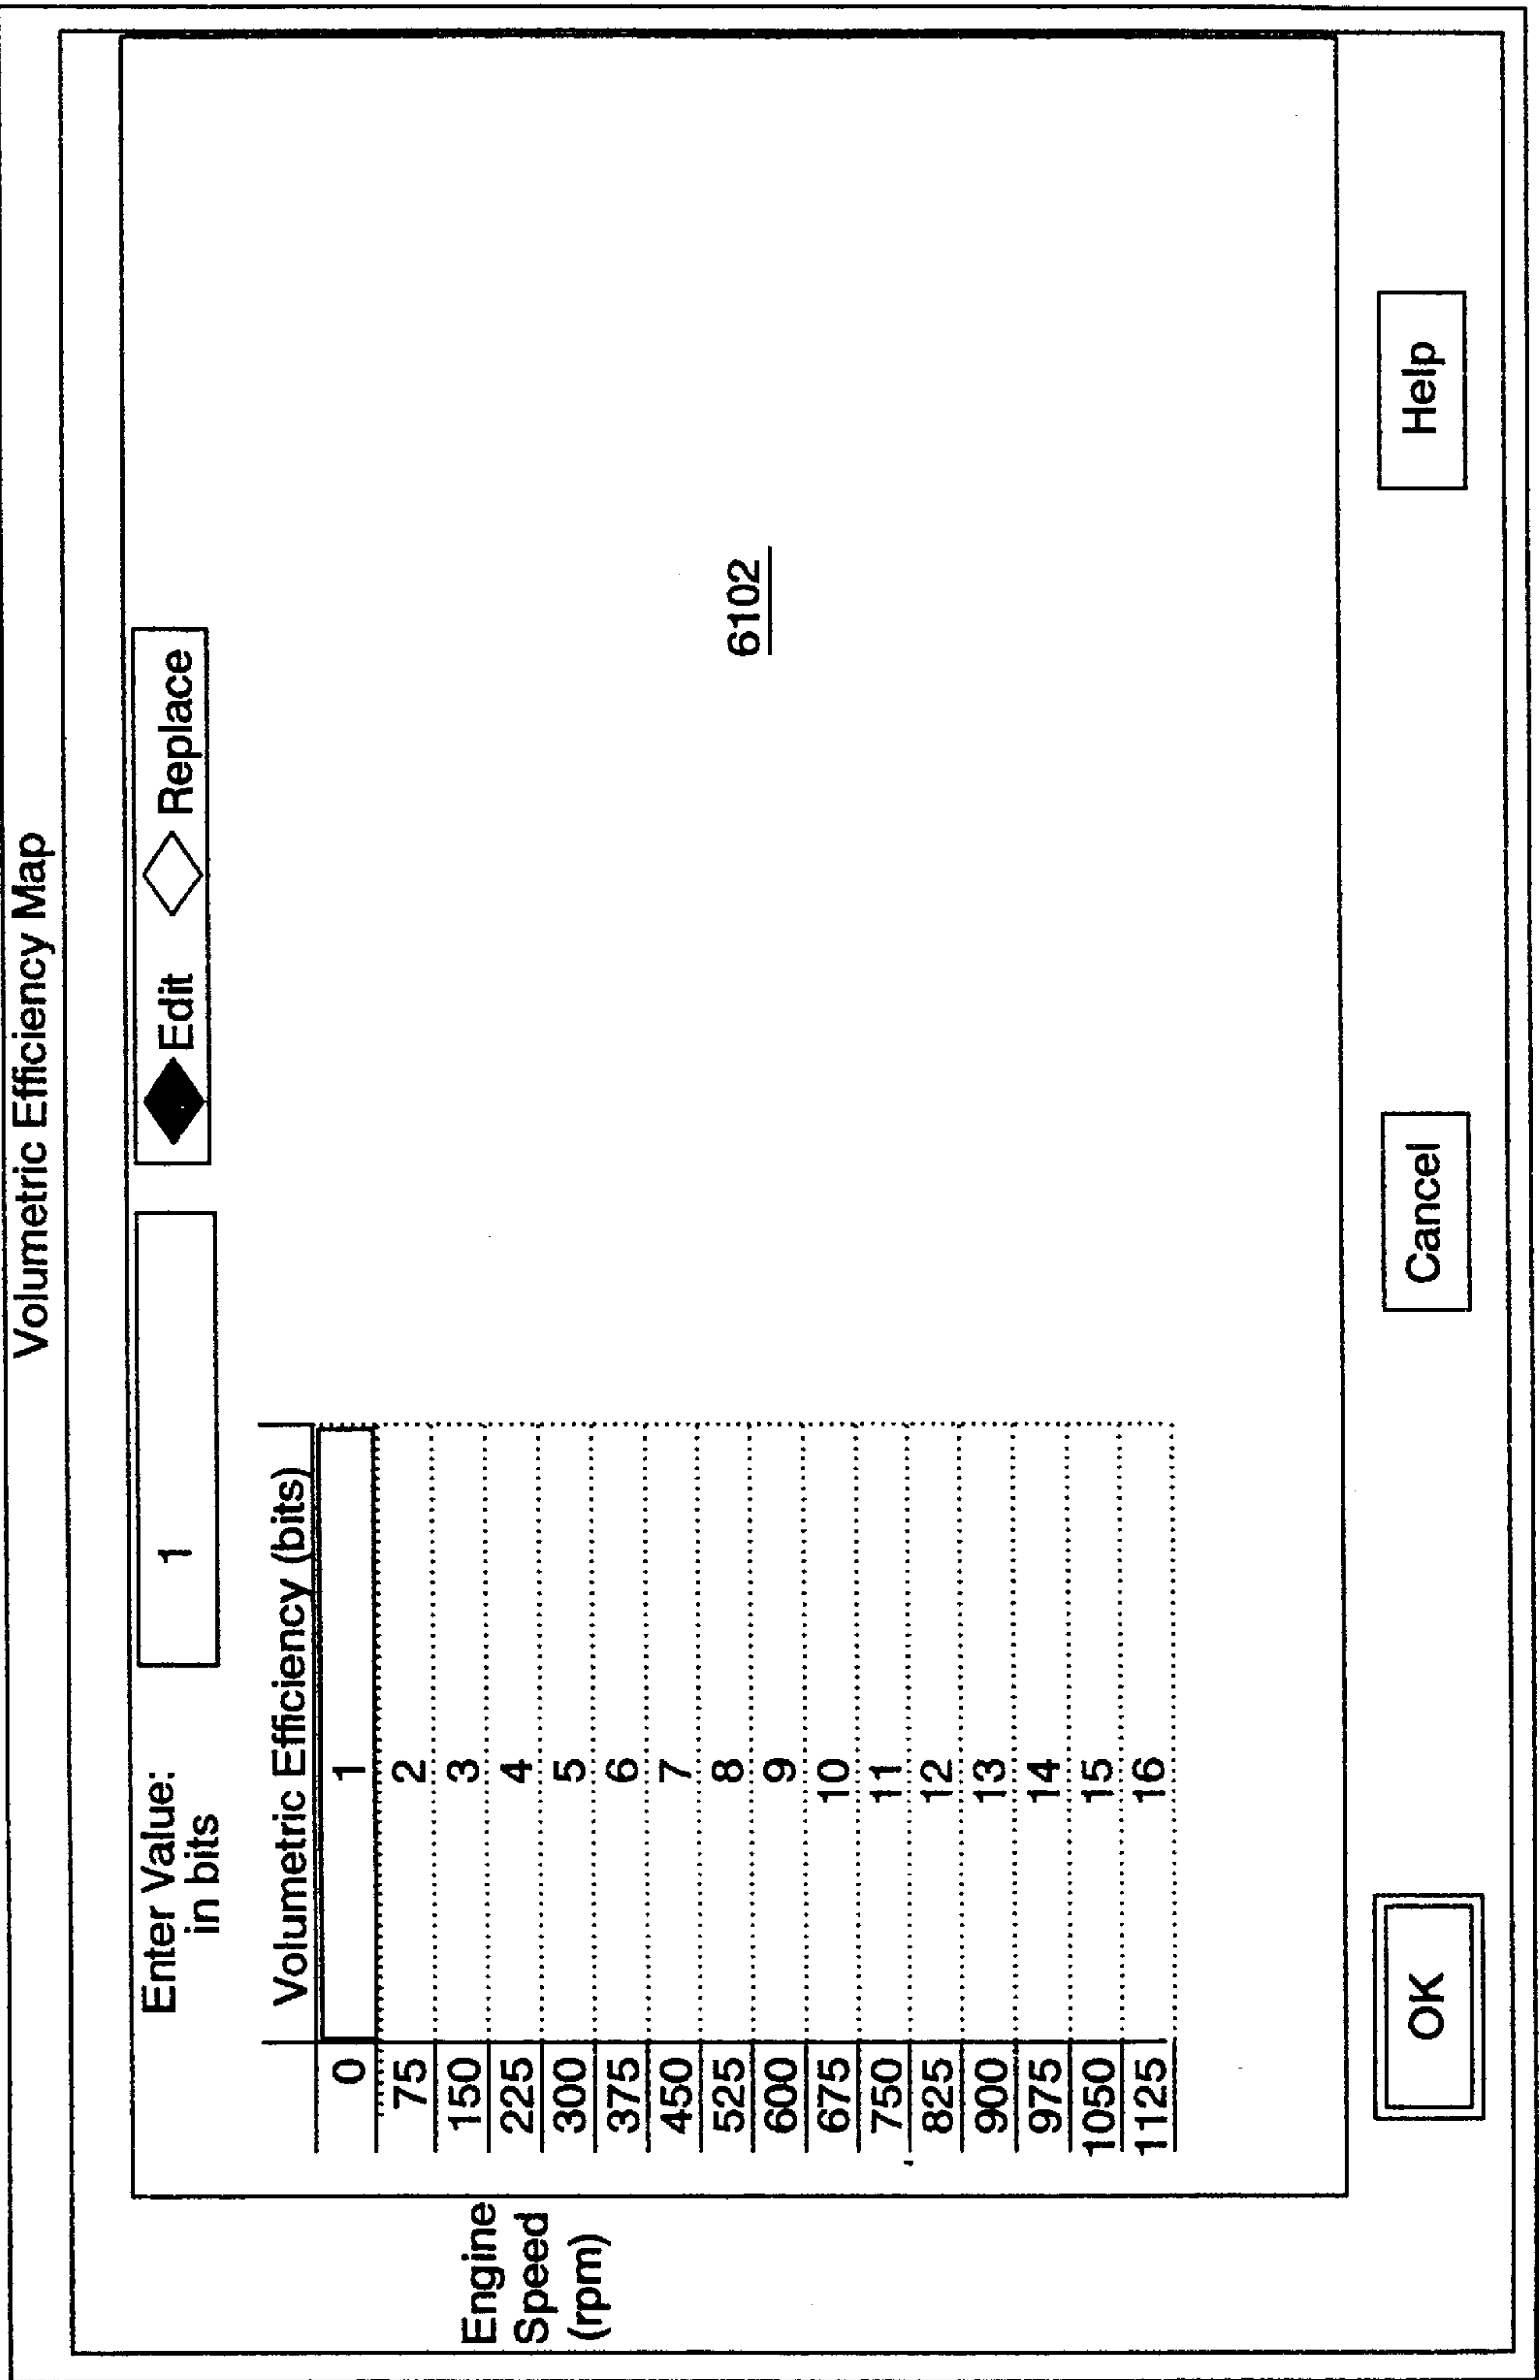 Volumetric Efficiency Map
Enter Value:
in bits
1
Edit Replace
Volumetric Efficiency (bits)
Engine
Speed
(rpm)
0 1
75 2
150 3
225 4
300 5
375 6
450 7
525 8
600 9
675 10
750 11
825 12
900 13
975 14
1050 15
1125 16
6102
OK Cancel Help